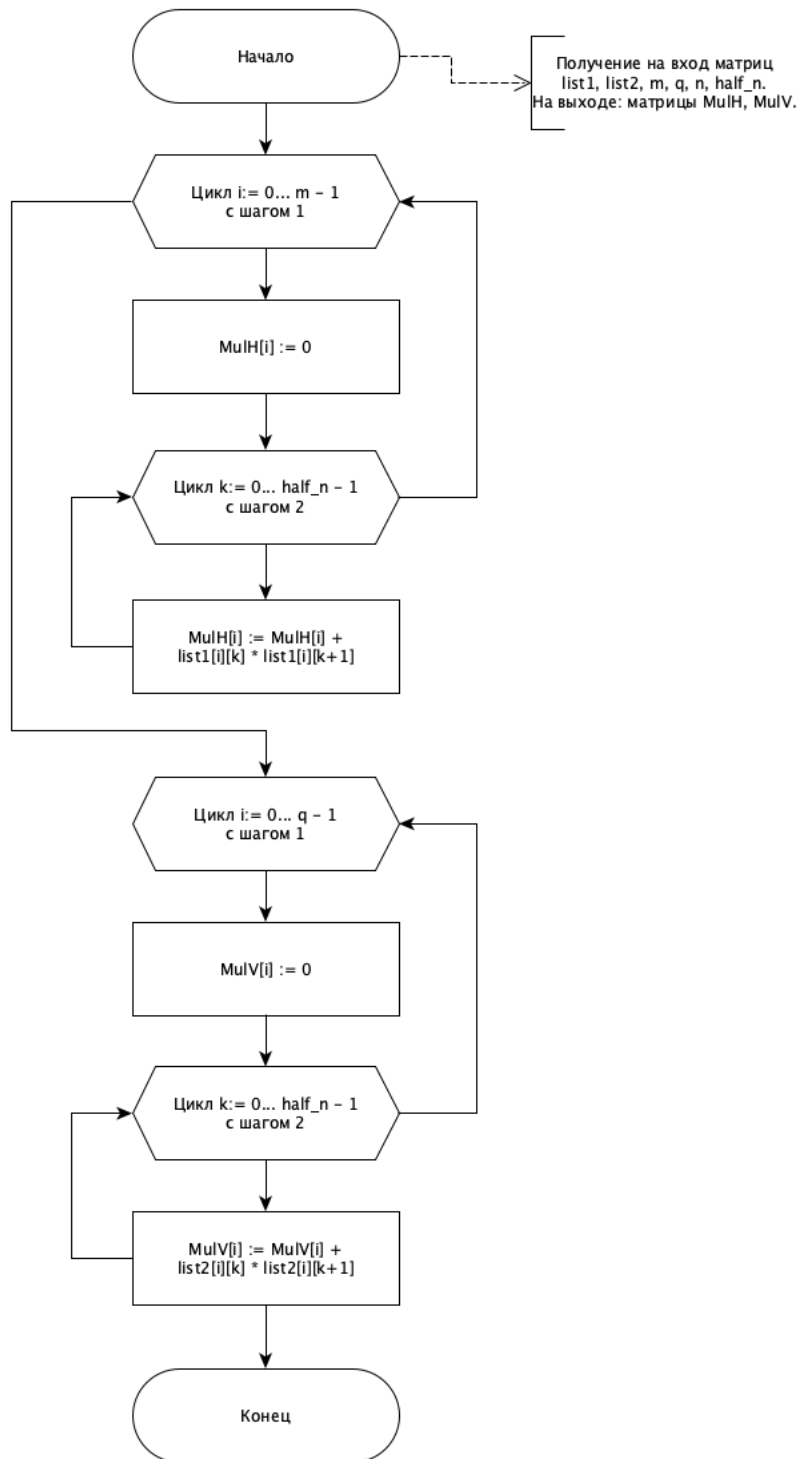 Начало
Получение на вход матриц
list1, list2, m, q, n, half_n.
На выходе: матрицы MulH, MulV.
Цикл i:= 0... m - 1
с шагом 1
MulH[i] := 0
Цикл k:= 0... half_n - 1
с шагом 2
MulH[i] := MulH[i] +
list1[i][k] * list1[i][k+1]
Цикл i:= 0... q - 1
с шагом 1
MulV[i] := 0
Цикл k:= 0... half_n - 1
с шагом 2
MulV[i] := MulV[i] +
list2[i][k] * list2[i][k+1]
Конец